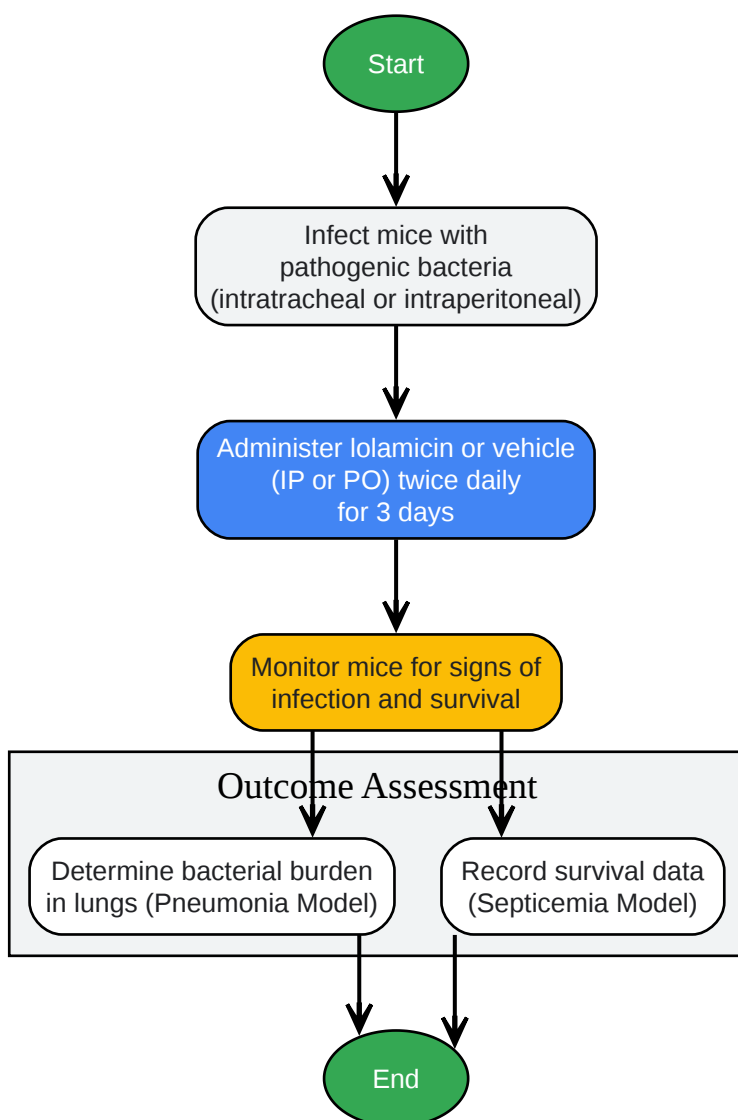 Start
Infect mice with
pathogenic bacteria
(intratracheal or intraperitoneal)
Administer lolamicin or vehicle
(IP or PO) twice daily
for 3 days
Monitor mice for signs of
infection and survival
Outcome Assessment
Determine bacterial burden
in lungs (Pneumonia Model)
Record survival data
(Septicemia Model)
End